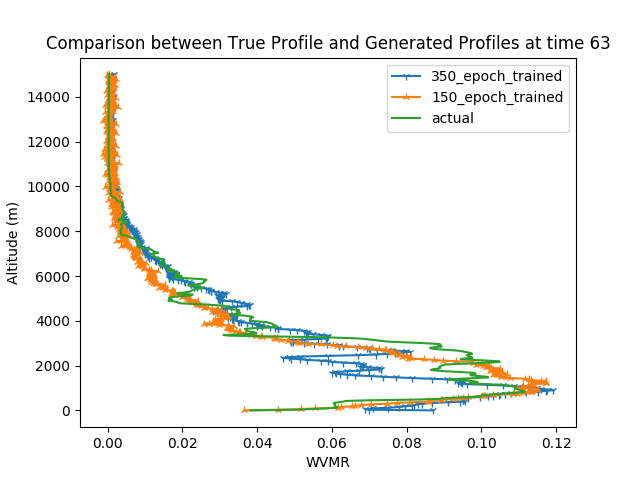 Comparison between True Profile and Generated Profiles at time 63
350_epoch_trained
150_epoch_trained
actual
14000
12000
10000
8000
6000
4000
2000
0
Altitude (m)
0.00 0.02 0.04 0.06 0.08 0.10 0.12
WVMR